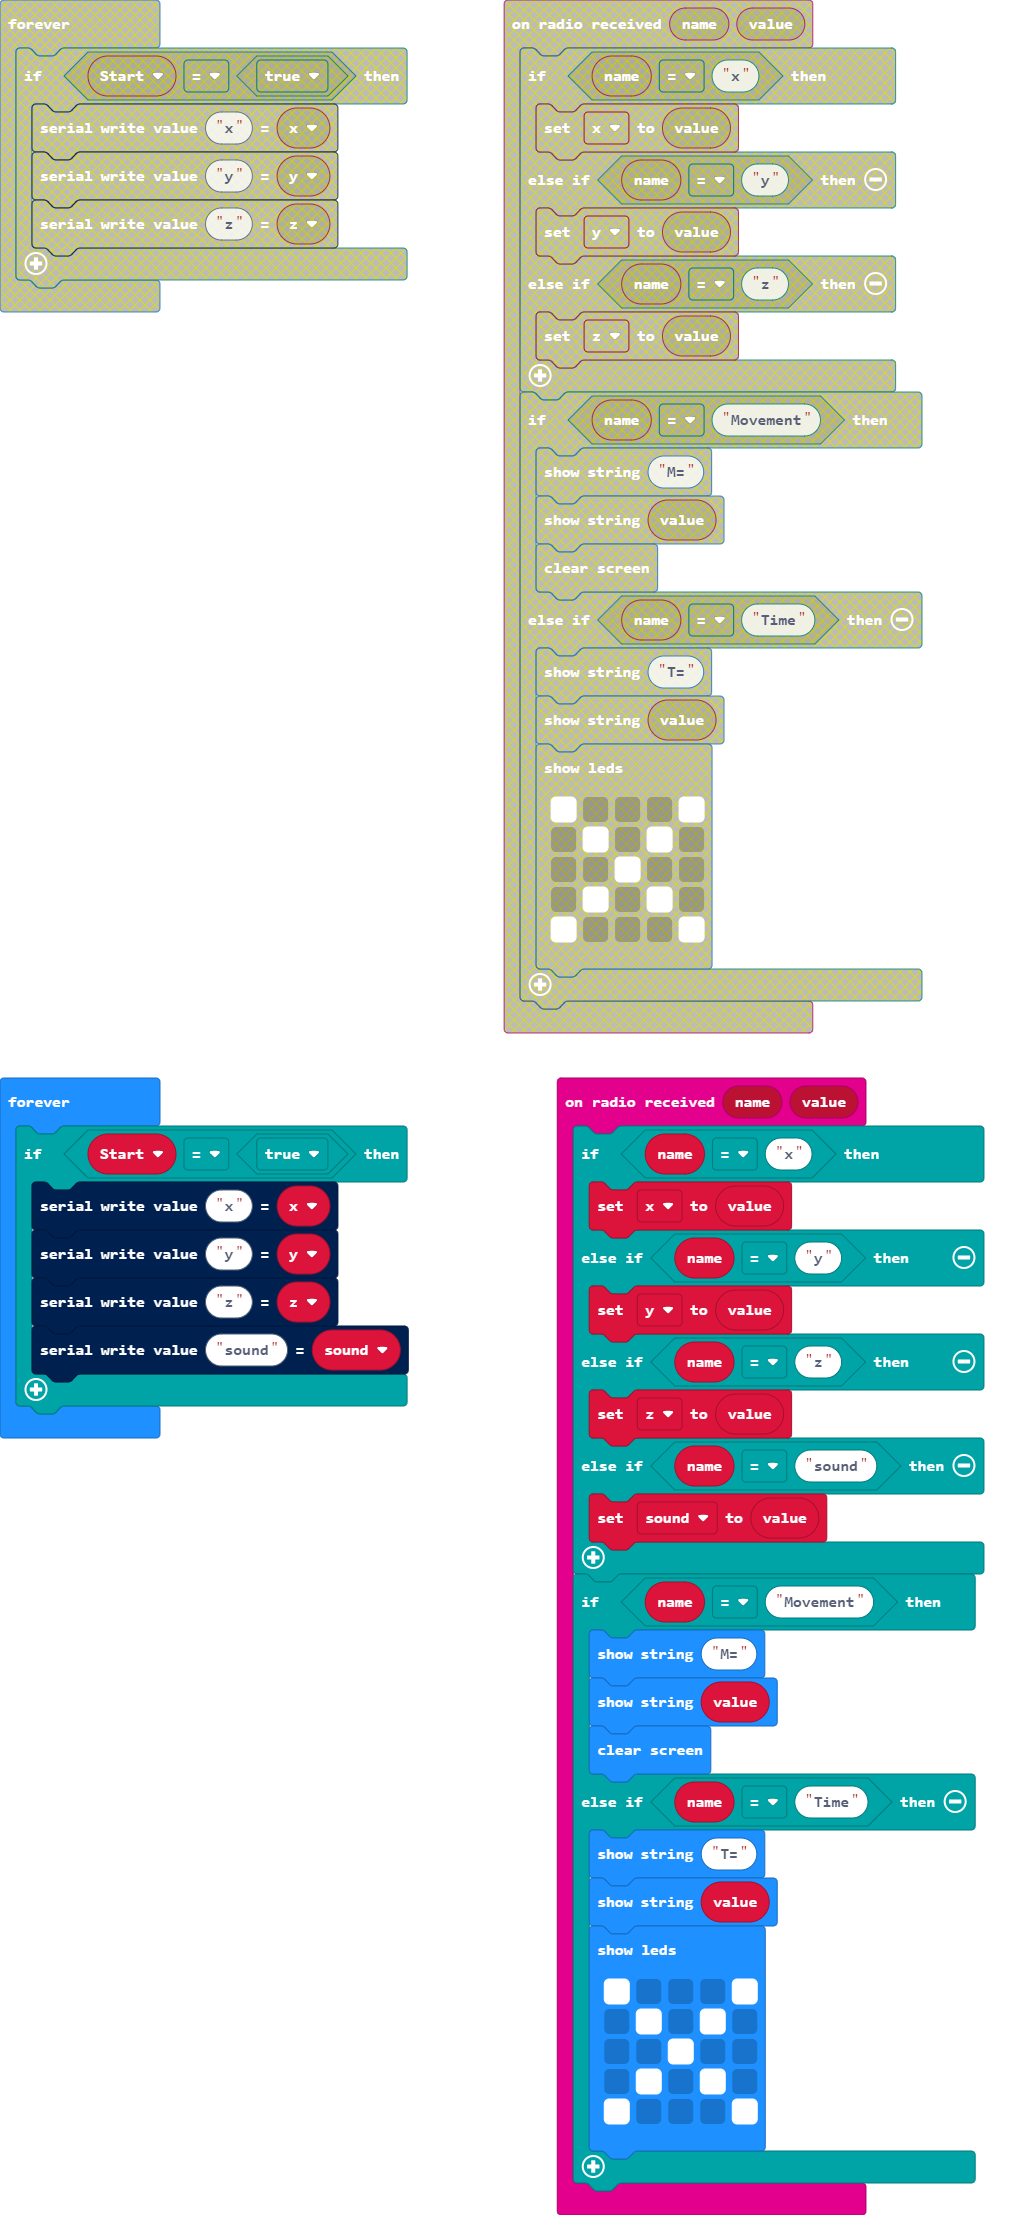 forever
if Start = true then
serial write value "x" = x
serial write value "y" = y
serial write value "z" = z
on radio received name value
if name = "x" then
set x to value
else if name = "y" then
set y to value
else if name = "z" then
set z to value
if name = "Movement" then
show string "M="
show string value
clear screen
else if name = "Time" then
show string "T="
show string value
show leds
forever
if Start = true then
serial write value "x" = x
serial write value "y" = y
serial write value "z" = z
serial write value "sound" = sound
on radio received name value
if name = "x" then
set x to value
else if name = "y" then
set y to value
else if name = "z" then
set z to value
else if name = "sound" then
set sound to value
if name = "Movement" then
show string "M="
show string value
clear screen
else if name = "Time" then
show string "T="
show string value
show leds